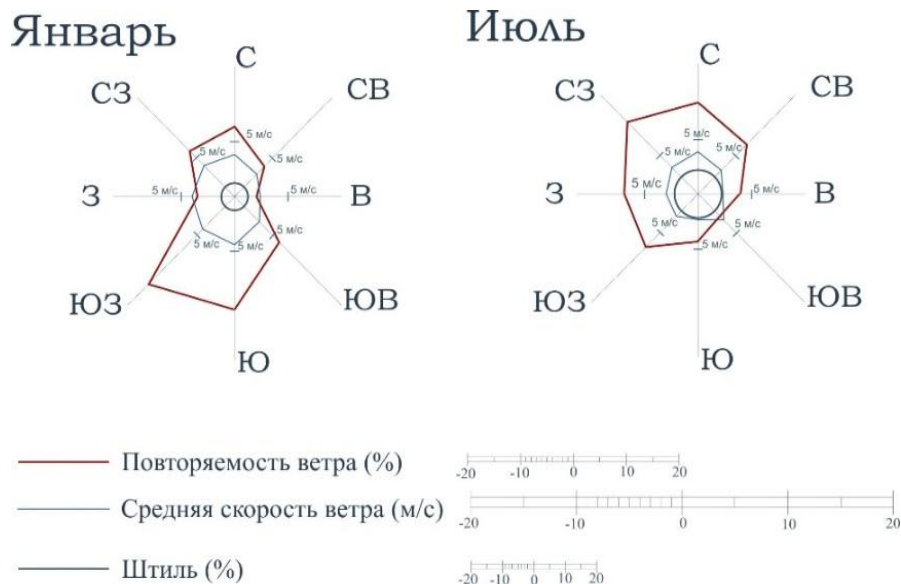 Январь
Июль
С
СЗ
СВ
5 м/с
5 м/с
5 м/с
З
5 м/с
5 м/с
В
5 м/с
5 м/с
5 м/с
ЮЗ
ЮВ
Ю
С
СЗ
СВ
5 м/с
5 м/с
5 м/с
З
5 м/с
5 м/с
В
5 м/с
5 м/с
5 м/с
ЮЗ
ЮВ
Ю
Повторяемость ветра (%)
-20 -10 0 10 20
Средняя скорость ветра (м/с)
-20 -10 0 10 20
Штиль (%)
-20 -10 0 10 20